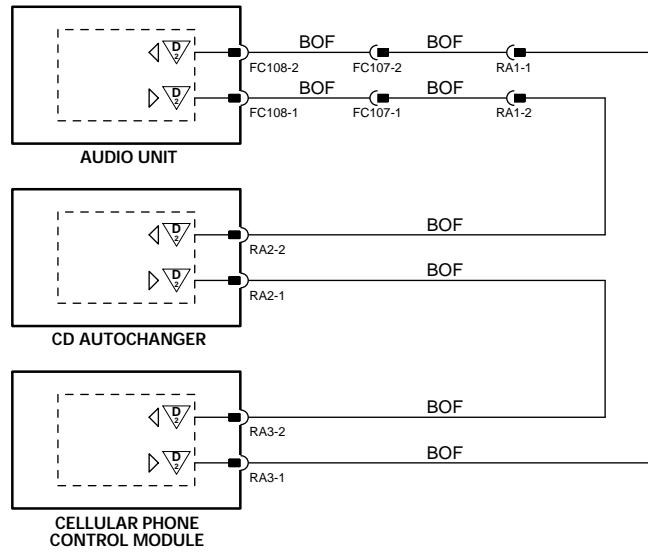 D 2 BOF BOF
FC108-2 FC107-2 RA1-1
D 2 BOF BOF
FC108-1 FC107-1 RA1-2
AUDIO UNIT
D 2 BOF
RA2-2
D 2 BOF
RA2-1
CD AUTOCHANGER
D 2 BOF
RA3-2
D 2 BOF
RA3-1
CELLULAR PHONE
CONTROL MODULE